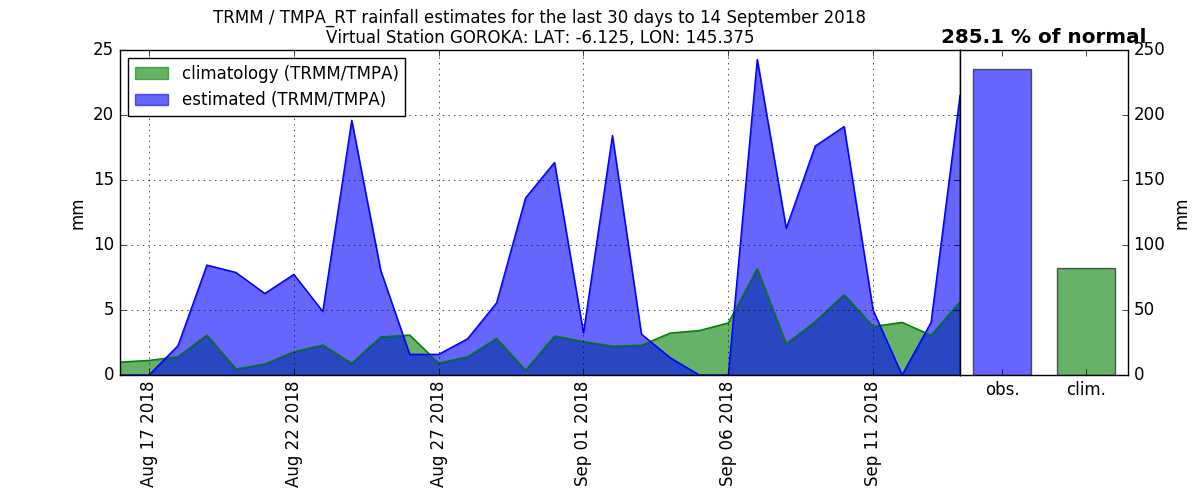 TRMM / TMPA_RT rainfall estimates for the last 30 days to 14 September 2018
Virtual Station GOROKA: LAT: -6.125, LON: 145.375
285.1 % of normal
climatology (TRMM/TMPA)
estimated (TRMM/TMPA)
25
20
15
10
5
0
mm
Aug 17 2018
Aug 22 2018
Aug 27 2018
Sep 01 2018
Sep 06 2018
Sep 11 2018
250
200
150
100
50
0
mm
obs.
clim.